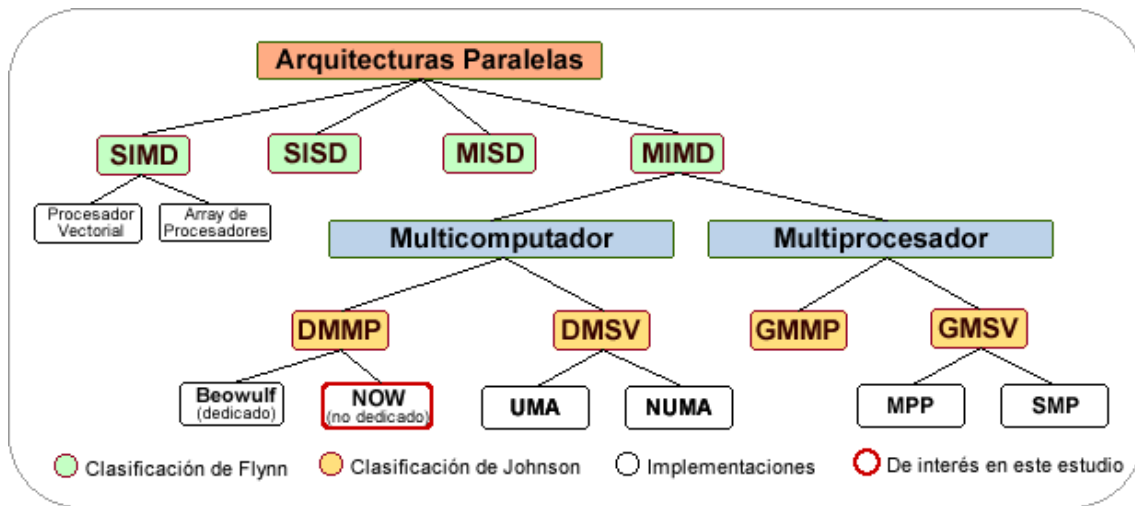 Arquitecturas Paralelas
SIMD
SISD
MISD
MIMD
Procesador
Vectorial
Array de
Procesadores
Multicomputador
Multiprocesador
DMMP
DMSV
GMMP
GMSV
Beowulf
(dedicado)
NOW
(no dedicado)
UMA
NUMA
MPP
SMP
Clasificación de Flynn
Clasificación de Johnson
Implementaciones
De interés en este estudio